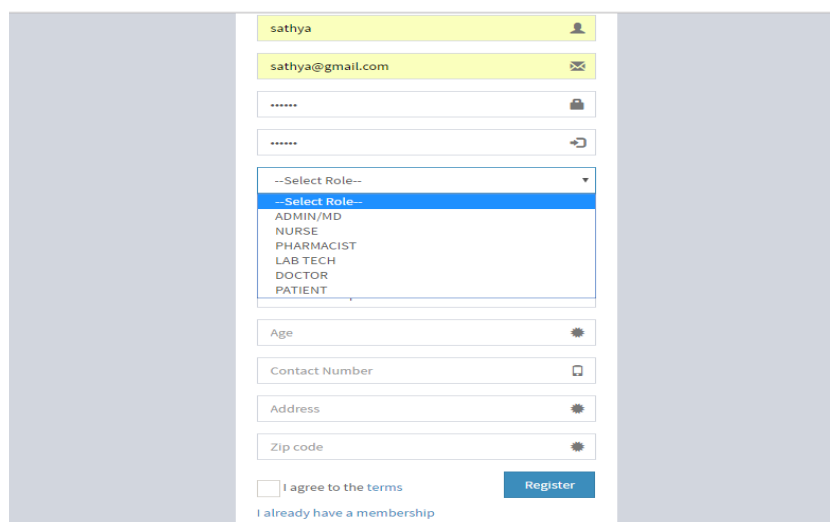 sathya
sathya@gmail.com
••••••
••••••
--Select Role--
--Select Role--
ADMIN/MD
NURSE
PHARMACIST
LAB TECH
DOCTOR
PATIENT
Age
Contact Number
Address
Zip code
I agree to the terms
Register
I already have a membership